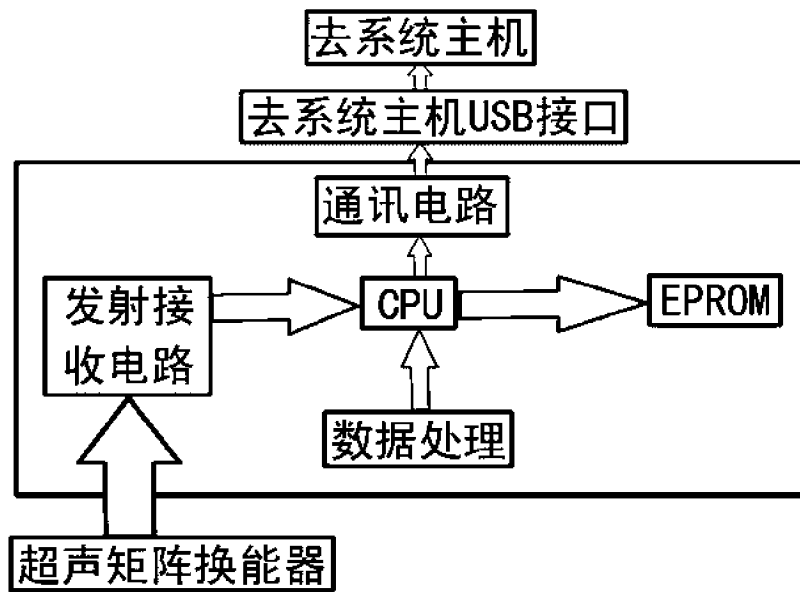 去系统主机
去系统主机USB接口
通讯电路
发射接
收电路
CPU
EPROM
数据处理
超声矩阵换能器